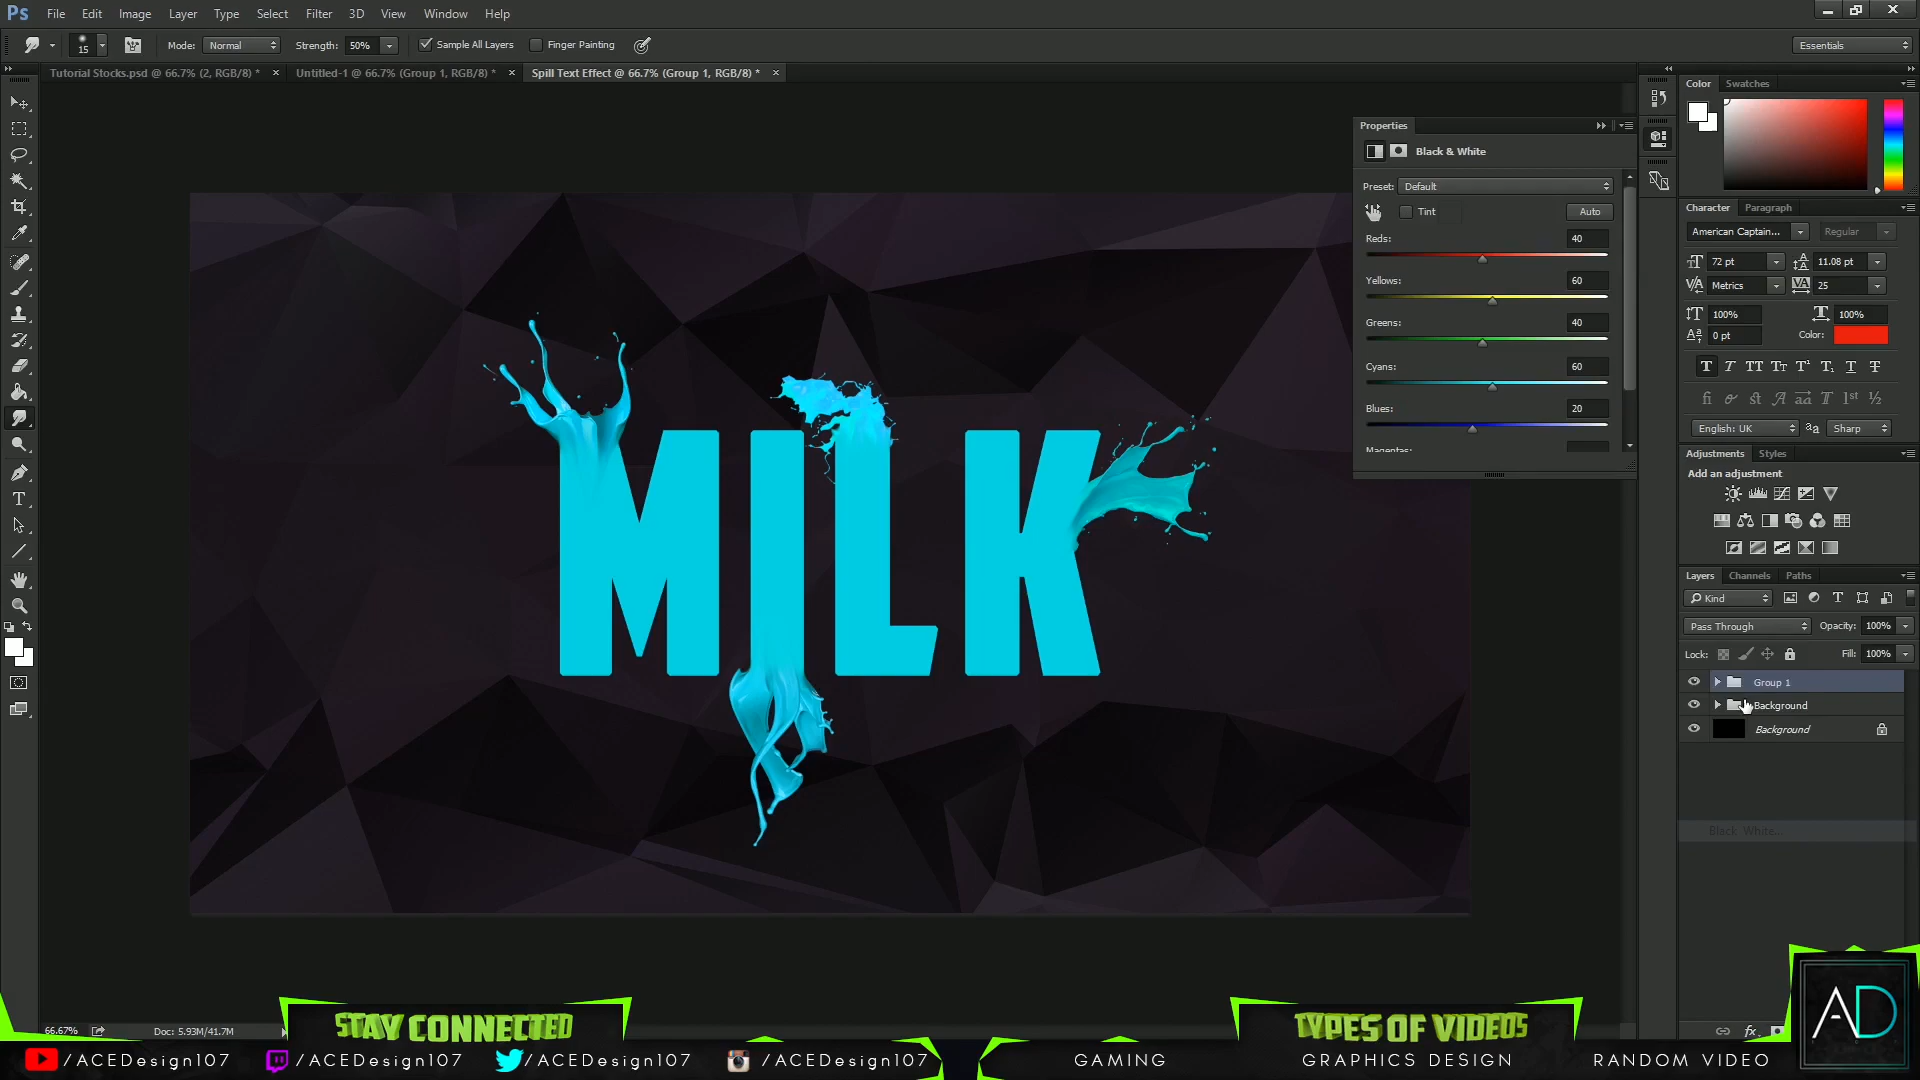 Ps File Edit Image Layer Type Select Filter 3D View Window Help
15 Mode: Normal Strength: 50% Sample All Layers Finger Painting Essentials
Tutorial Stocks.psd @ 66.7% (2, RGB/8) * × Untitled-1 @ 66.7% (Group 1, RGB/8) * × Spill Text Effect @ 66.7% (Group 1, RGB/8) * ×
Color Swatches
Properties
Black & White
Preset: Default
Tint Auto
Reds: 40
Yellows: 60
Greens: 40
Cyans: 60
Blues: 20
Magentas:
Character Paragraph
American Captain... Regular
72 pt 11.08 pt
Metrics 25
100% 100%
0 pt Color:
English: UK Sharp
Adjustments Styles
Add an adjustment
Layers Channels Paths
Kind
Pass Through Opacity: 100%
Lock: Fill: 100%
Group 1
Background
Background
Black White...
MILK
66.67% Doc: 5.93M/41.7M
STAY CONNECTED
TYPES OF VIDEOS
/ACEDesign107 /ACEDesign107 /ACEDesign107 /ACEDesign107 GAMING GRAPHICS DESIGN RANDOM VIDEO
AD